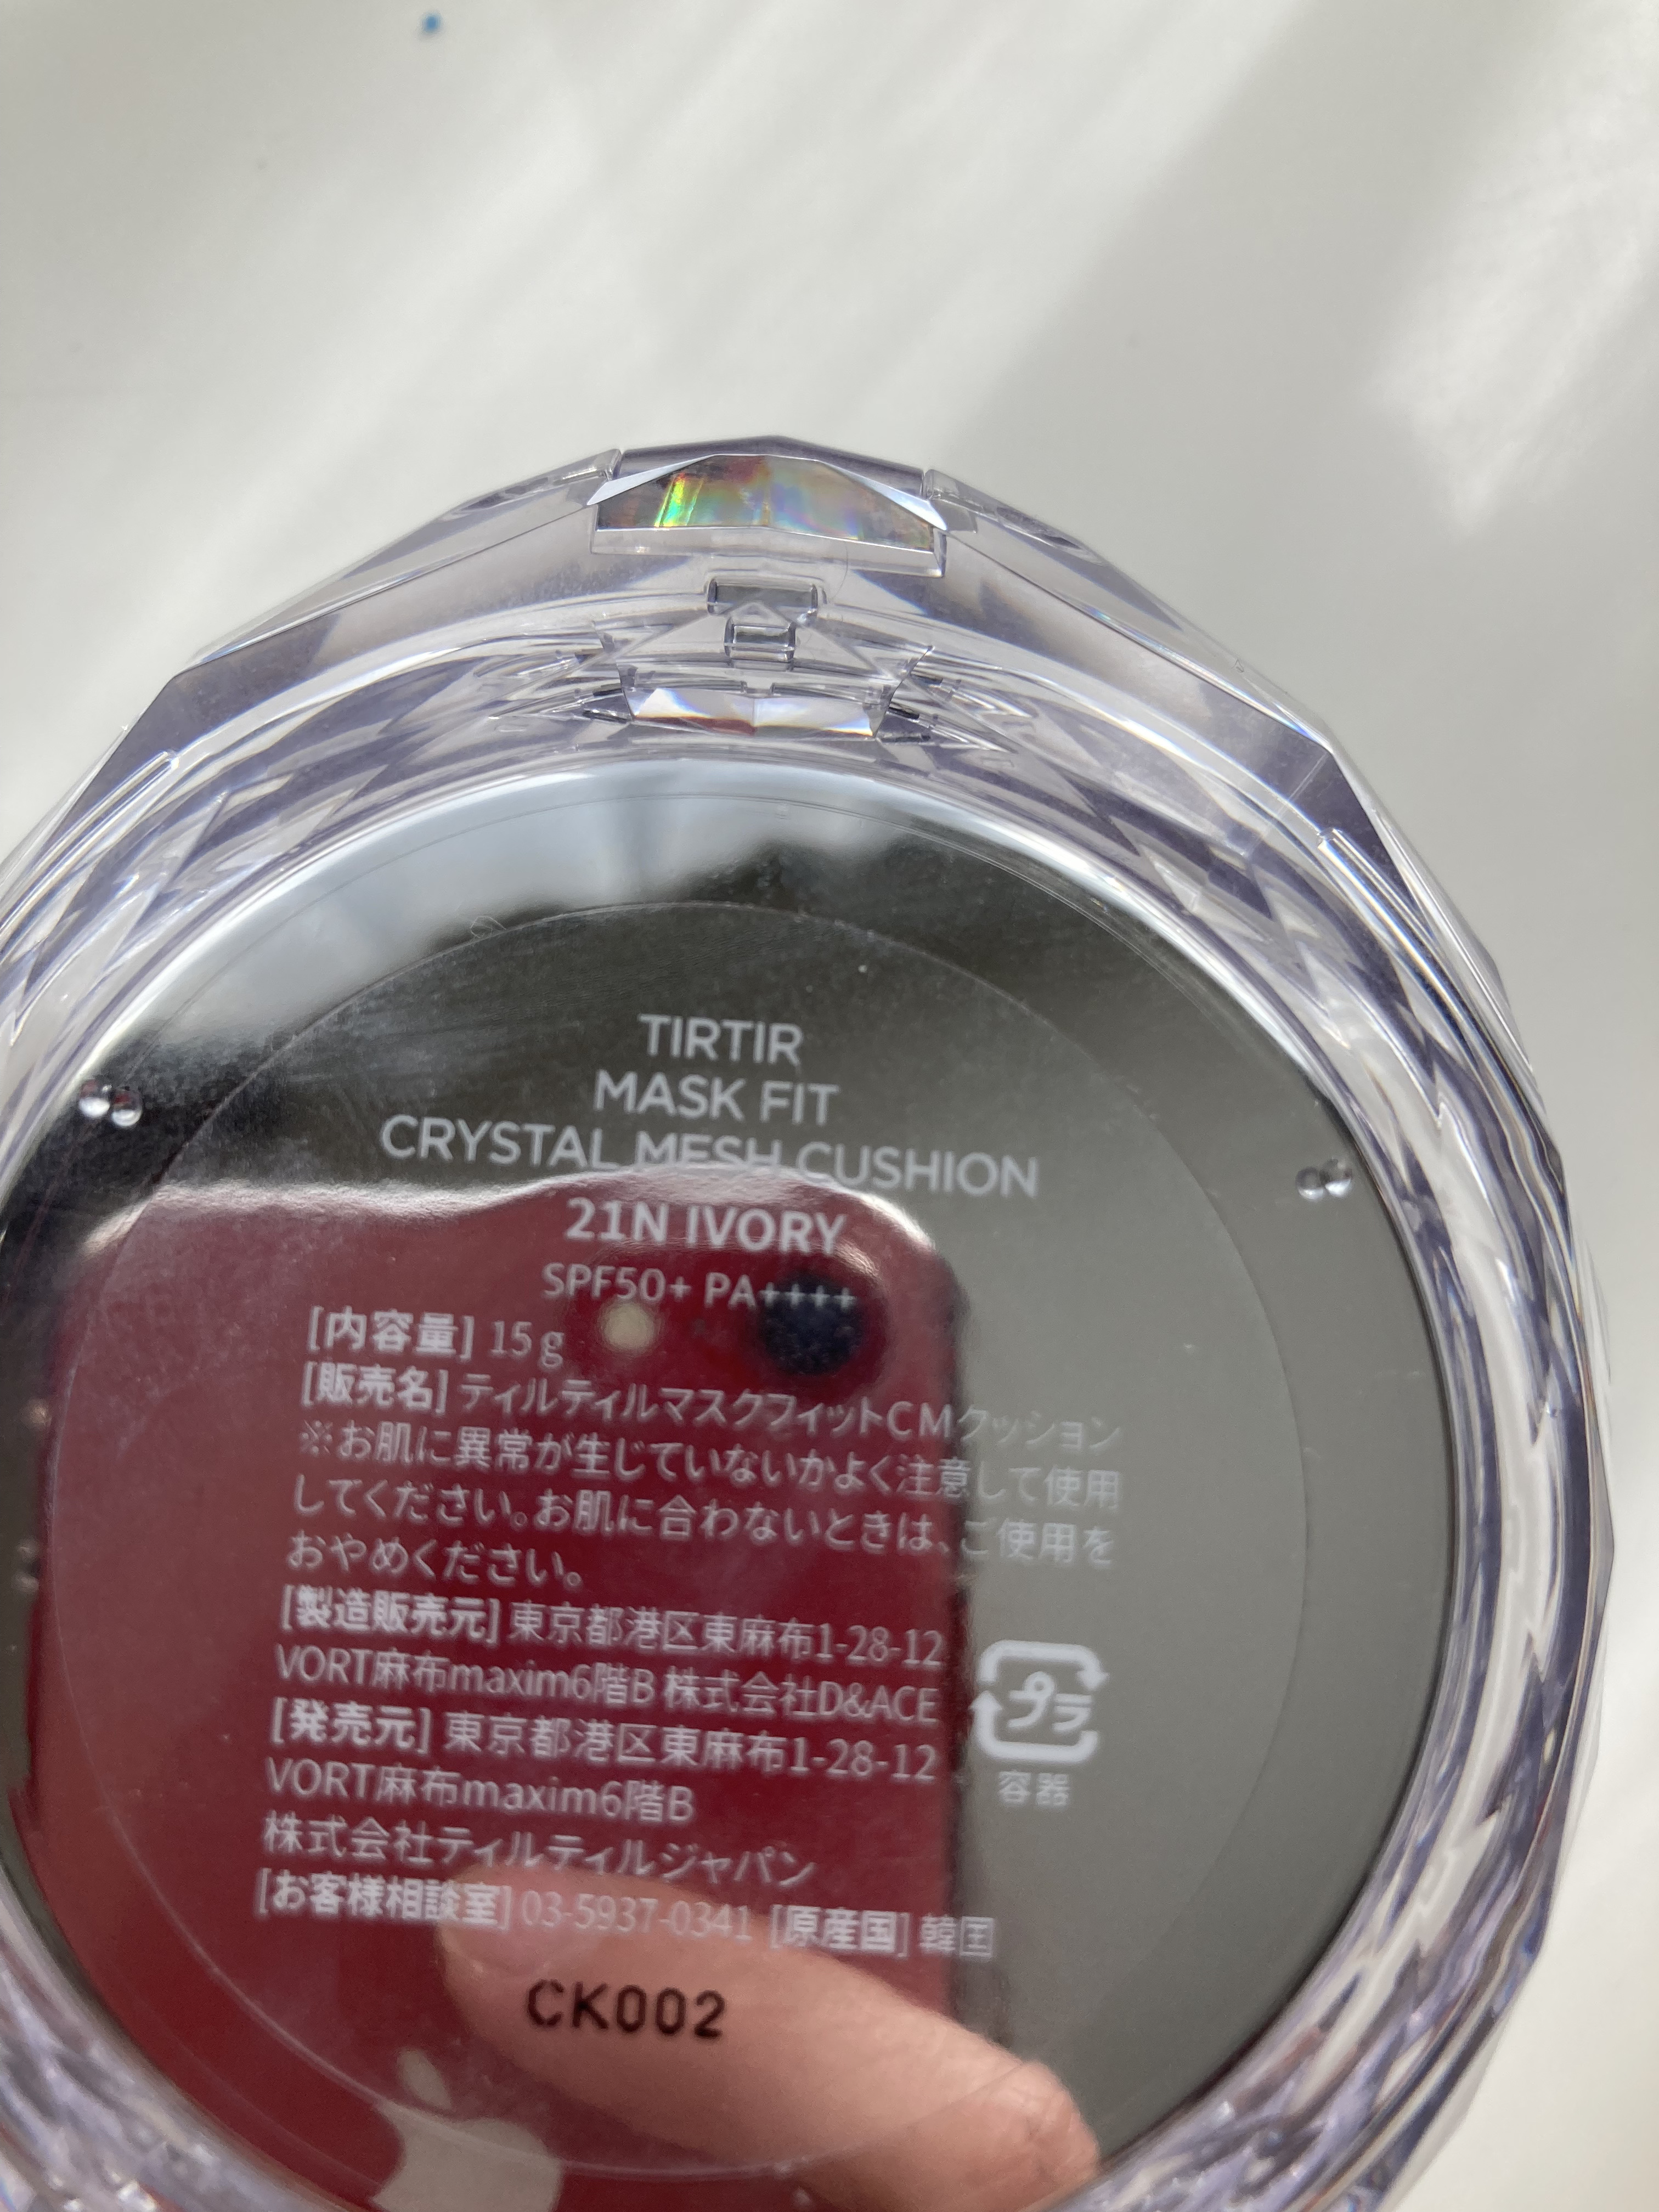 TIRTIR
MASK FIT
CRYSTAL MESH CUSHION
21N IVORY
SPF50+ PA++++
[内容量] 15g
[販売名] ティルティルマスクフィットCMクッション
※お肌に異常が生じていないかよく注意して使用
してください。お肌に合わないときは、ご使用を
おやめください。
[製造販売元] 東京都港区東麻布1-28-12
VORT麻布maxim6階B 株式会社D&ACE
[発売元] 東京都港区東麻布1-28-12
VORT麻布maxim6階B
株式会社ティルティルジャパン
[お客様相談室] 03-5937-0341 [原産国] 韓国
プラ
容器
CK002